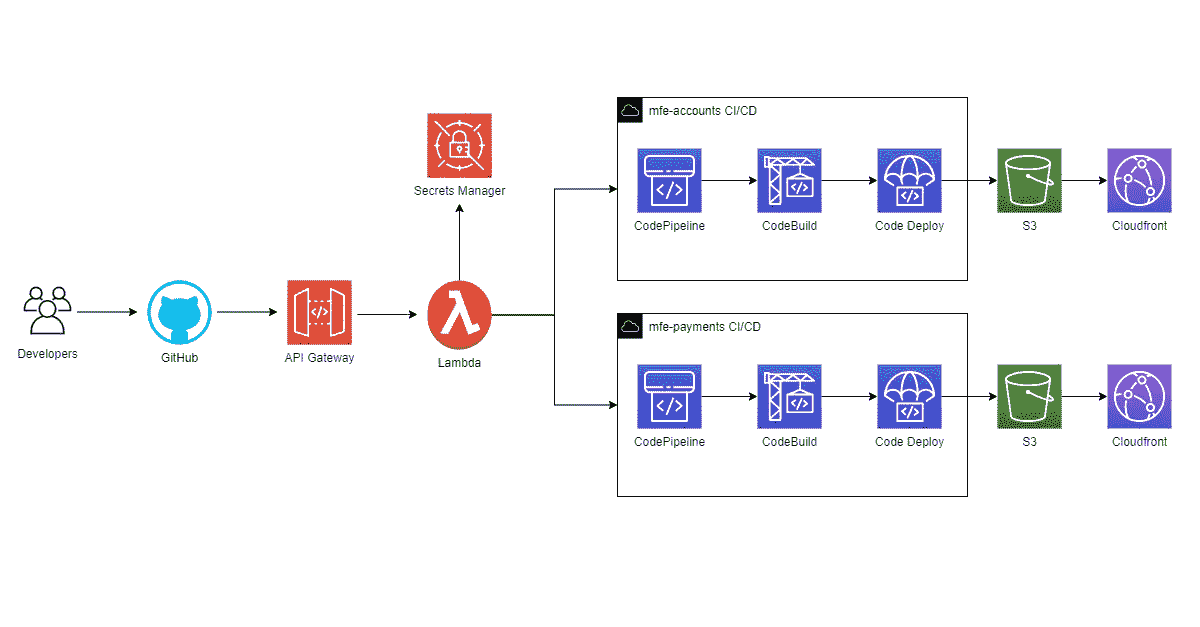 mfe-accounts CI/CD
Secrets Manager
CodePipeline
CodeBuild
Code Deploy
S3
Cloudfront
Developers
GitHub
API Gateway
Lambda
mfe-payments CI/CD
CodePipeline
CodeBuild
Code Deploy
S3
Cloudfront